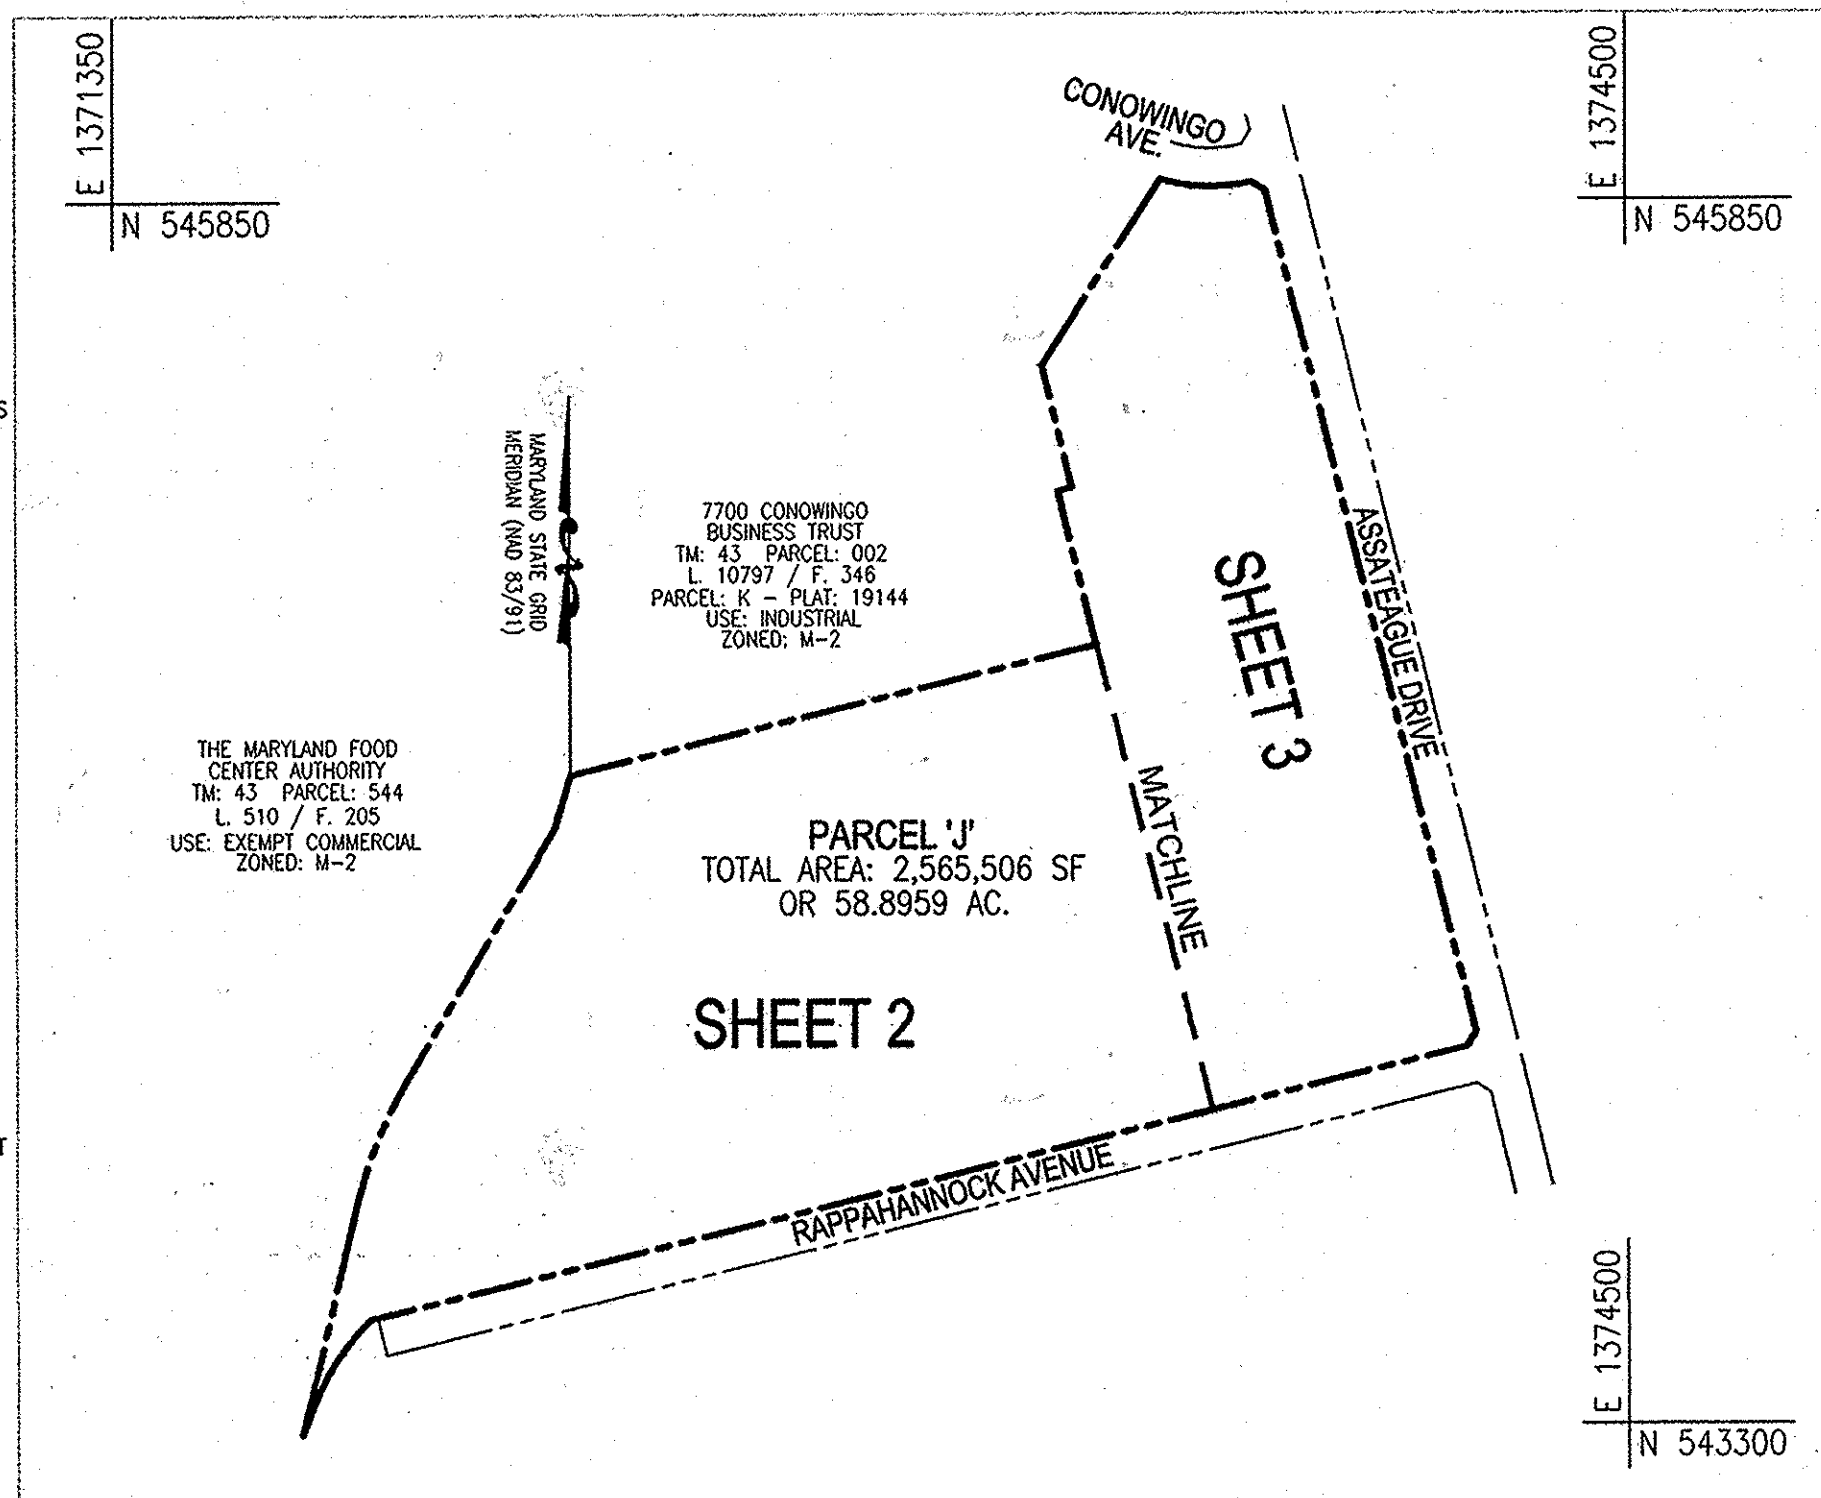 E 1371350
N 545850
CONOWINGO
AVE.
E 1374500
N 545850
S
MARYLAND STATE GRID
MERIDIAN (NAD 83/91)
7700 CONOWINGO
BUSINESS TRUST
TM: 43 PARCEL: 002
L. 10797 / F. 346
PARCEL: K - PLAT: 19144
USE: INDUSTRIAL
ZONED: M-2
SHEET 3
ASSATEAGUE DRIVE
THE MARYLAND FOOD
CENTER AUTHORITY
TM: 43 PARCEL: 544
L. 510 / F. 205
USE: EXEMPT COMMERCIAL
ZONED: M-2
PARCEL 'J'
TOTAL AREA: 2,565,506 SF
OR 58.8959 AC.
MATCHLINE
SHEET 2
T
RAPPAHANNOCK AVENUE
E 1374500
N 543300